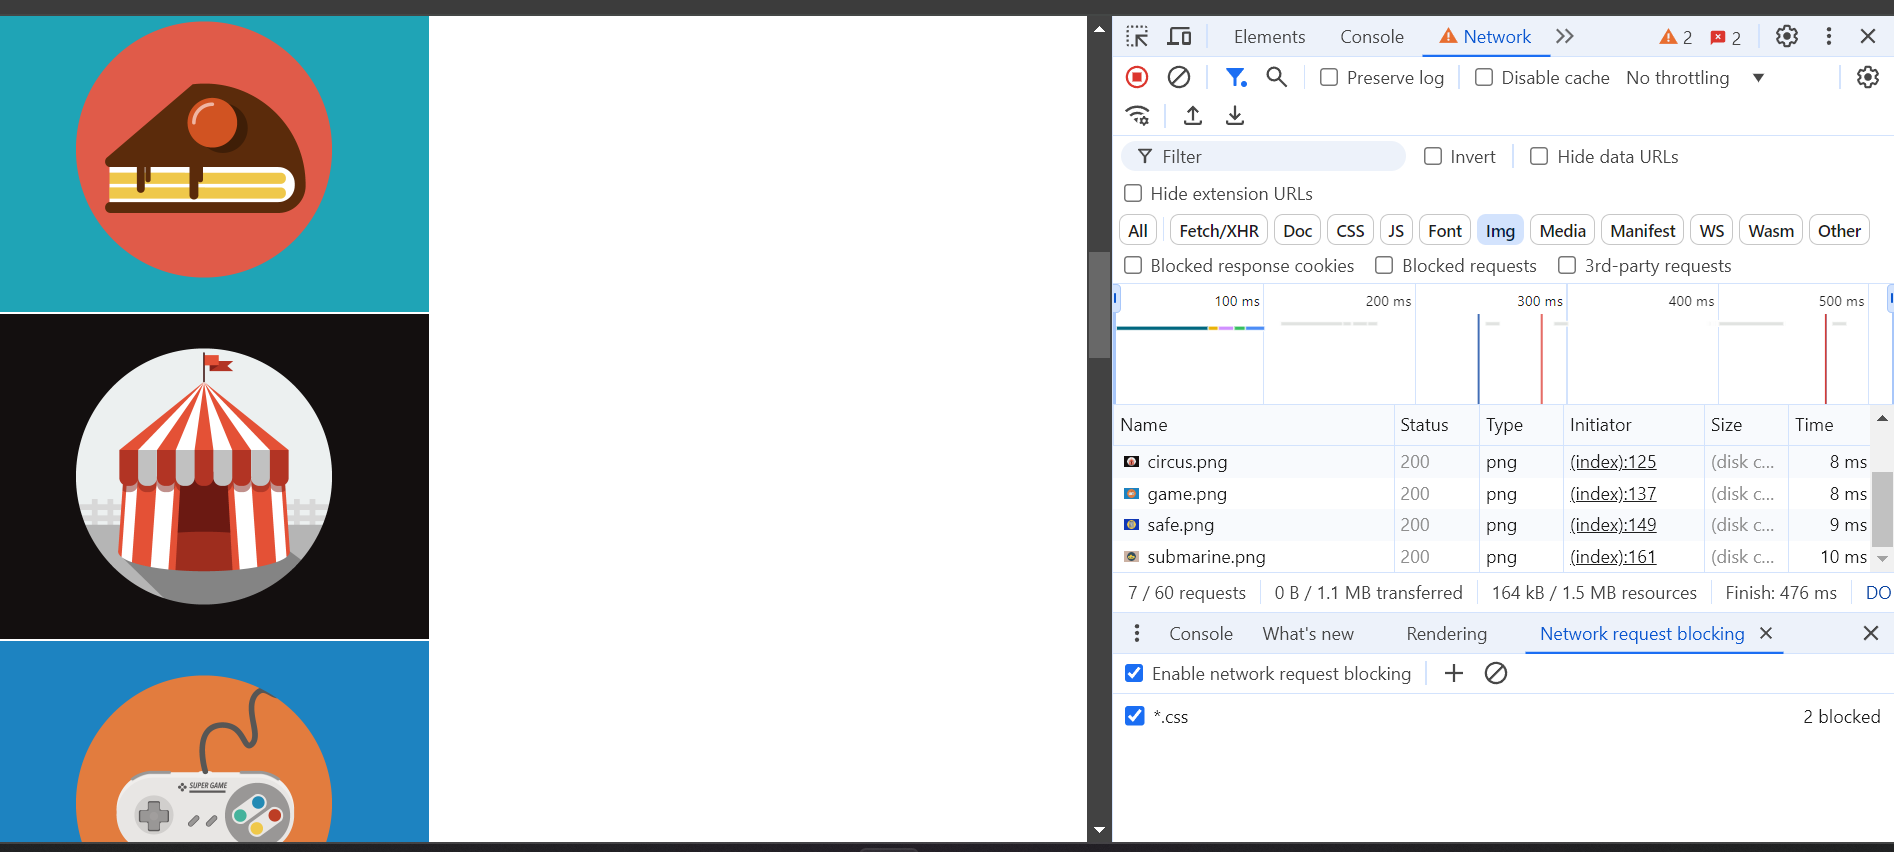 SUPER GAME
Elements Console Network 2 2
Preserve log Disable cache No throttling
Filter Invert Hide data URLs
Hide extension URLs
All Fetch/XHR Doc CSS JS Font Img Media Manifest WS Wasm Other
Blocked response cookies Blocked requests 3rd-party requests
100 ms 200 ms 300 ms 400 ms 500 ms
Name Status Type Initiator Size Time
circus.png 200 png (index):125 (disk c... 8 ms
game.png 200 png (index):137 (disk c... 8 ms
safe.png 200 png (index):149 (disk c... 9 ms
submarine.png 200 png (index):161 (disk c... 10 ms
7 / 60 requests 0 B / 1.1 MB transferred 164 kB / 1.5 MB resources Finish: 476 ms DO
Console What's new Rendering Network request blocking
Enable network request blocking
*.css 2 blocked